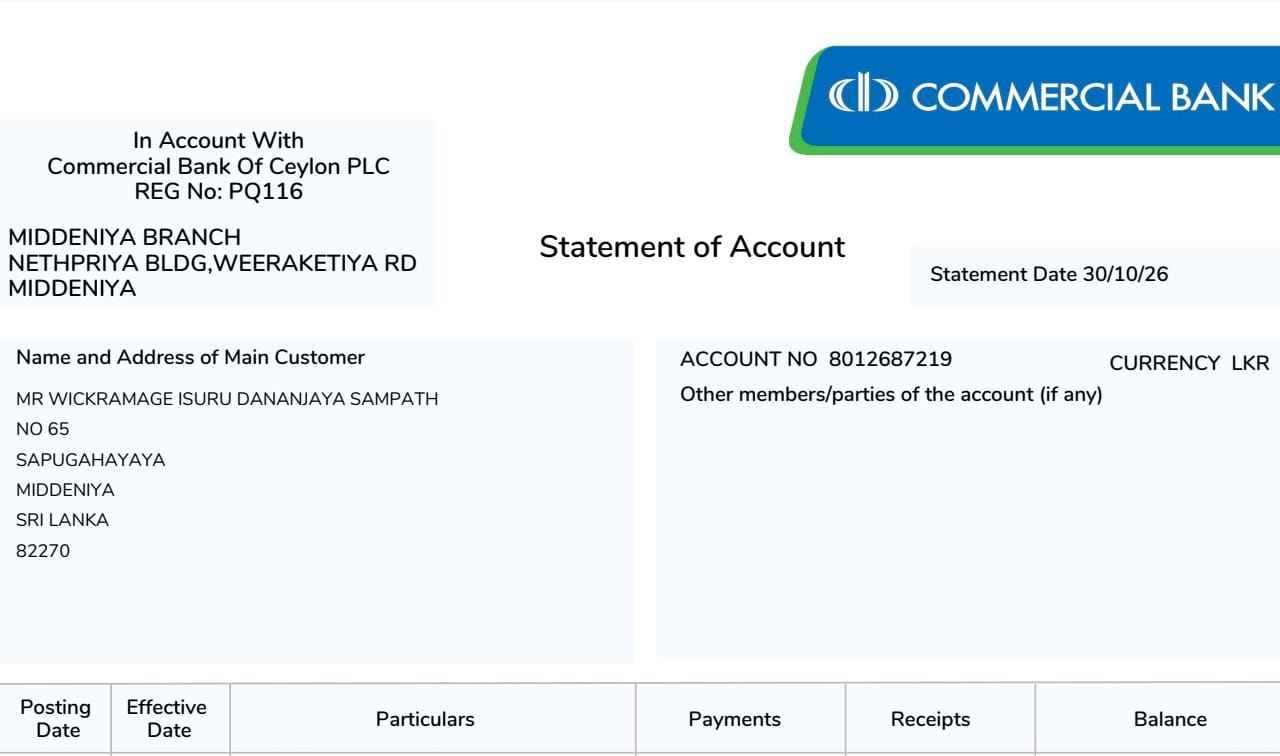 COMMERCIAL BANK
In Account With
Commercial Bank Of Ceylon PLC
REG No: PQ116
MIDDENIYA BRANCH
NETHPRIYA BLDG,WEERAKETIYA RD
MIDDENIYA
Statement of Account
Statement Date 30/10/26
Name and Address of Main Customer
MR WICKRAMAGE ISURU DANANJAYA SAMPATH
NO 65
SAPUGAHAYAYA
MIDDENIYA
SRI LANKA
82270
ACCOUNT NO 8012687219 CURRENCY LKR
Other members/parties of the account (if any)
Posting Date Effective Date Particulars Payments Receipts Balance